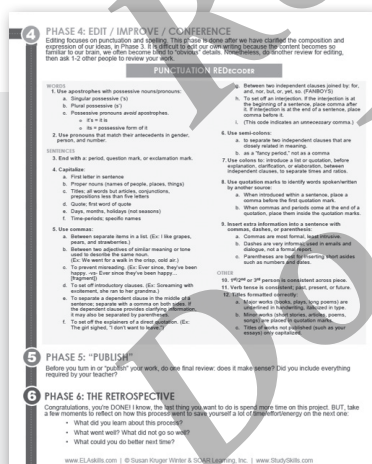 4 PHASE 4: EDIT / IMPROVE / CONFERENCE
Editing focuses on punctuation and spelling. This phase is done after we have clarified the composition and
expression of our ideas, in Phase 3. It is difficult to edit our own writing because the content becomes so
familiar to our brain, we often become blind to "obvious" details. Nonetheless, do another review for editing,
then ask 1-2 other people to review your work.
PUNCTUATION REDECODER
WORDS
1. Use apostrophes with possessive nouns/pronouns:
a. Singular possessive ('s)
b. Plural possessive (s')
c. Possessive pronouns avoid apostrophes.
o it's = it is
o its = possessive form of it
2. Use pronouns that match their antecedents in gender,
person, and number.
SENTENCES
3. End with a: period, question mark, or exclamation mark.
4. Capitalize:
a. First letter in sentence
b. Proper nouns (names of people, places, things)
c. Titles; all words but articles, conjunctions,
prepositions less than five letters
d. Quote; first word of quote
e. Days, months, holidays (not seasons)
f. Time-periods; specific names
5. Use commas:
a. Between separate items in a list. (Ex: I like grapes,
pears, and strawberries.)
b. Between two adjectives of similar meaning or tone
used to describe the same noun.
(Ex: We went for a walk in the crisp, cold air.)
c. To prevent misreading. (Ex: Ever since, they've been
happy. -vs- Ever since they've been happy...
[fragment])
d. To set off introductory clauses. (Ex: Screaming with
excitement, she ran to her grandma.)
e. To separate a dependent clause in the middle of a
sentence; separate with a comma on both sides. If
the dependent clause provides clarifying information,
it may also be separated by parentheses.
f. To set off the explainers of a direct quotation. (Ex:
The girl sighed, "I don't want to leave.")
g. Between two independent clauses joined by: for,
and, nor, but, or, yet, so. (FANBOYS)
h. To set off an interjection. If the interjection is at
the beginning of a sentence, place comma after
it. If interjection is at the end of a sentence, place
comma before it.
i. (This code indicates an unnecessary comma.)
6. Use semi-colons:
a. to separate two independent clauses that are
closely related in meaning.
b. as a "fancy period," not as a comma
7. Use colons to: introduce a list or quotation, before
explanation, clarification, or elaboration, between
independent clauses, to separate times and ratios.
8. Use quotation marks to identify words spoken/written
by another source:
a. When introduced within a sentence, place a
comma before the first quotation mark.
b. When commas and periods come at the end of a
quotation, place them inside the quotation marks.
9. Insert extra information into a sentence with
commas, dashes, or parenthesis:
a. Commas are most formal, least intrusive.
b. Dashes are very informal; used in emails and
dialogue, not a formal report.
c. Parentheses are best for inserting short asides
such as numbers and dates.
OTHER
10. 1st/2nd or 3rd person is consistent across piece.
11. Verb tense is consistent; past, present, or future.
12. Titles formatted correctly.
a. Major works (books, plays, long poems) are
underlined in handwriting, italicized in type.
b. Minor works (short stories, articles, poems,
songs) are placed in quotation marks.
c. Titles of works not published (such as your
essays) only capitalized.
5 PHASE 5: "PUBLISH"
Before you turn in or "publish" your work, do one final review: does it make sense? Did you include everything
required by your teacher?
6 PHASE 6: THE RETROSPECTIVE
Congratulations, you're DONE! I know, the last thing you want to do is spend more time on this project. BUT, take
a few moments to reflect on how this process went to save yourself a lot of time/effort/energy on the next one:
• What did you learn about this process?
• What went well? What did not go so well?
• What could you do better next time?
www.ELAskills.com | © Susan Kruger Winter & SOAR Learning, Inc. | www.StudySkills.com